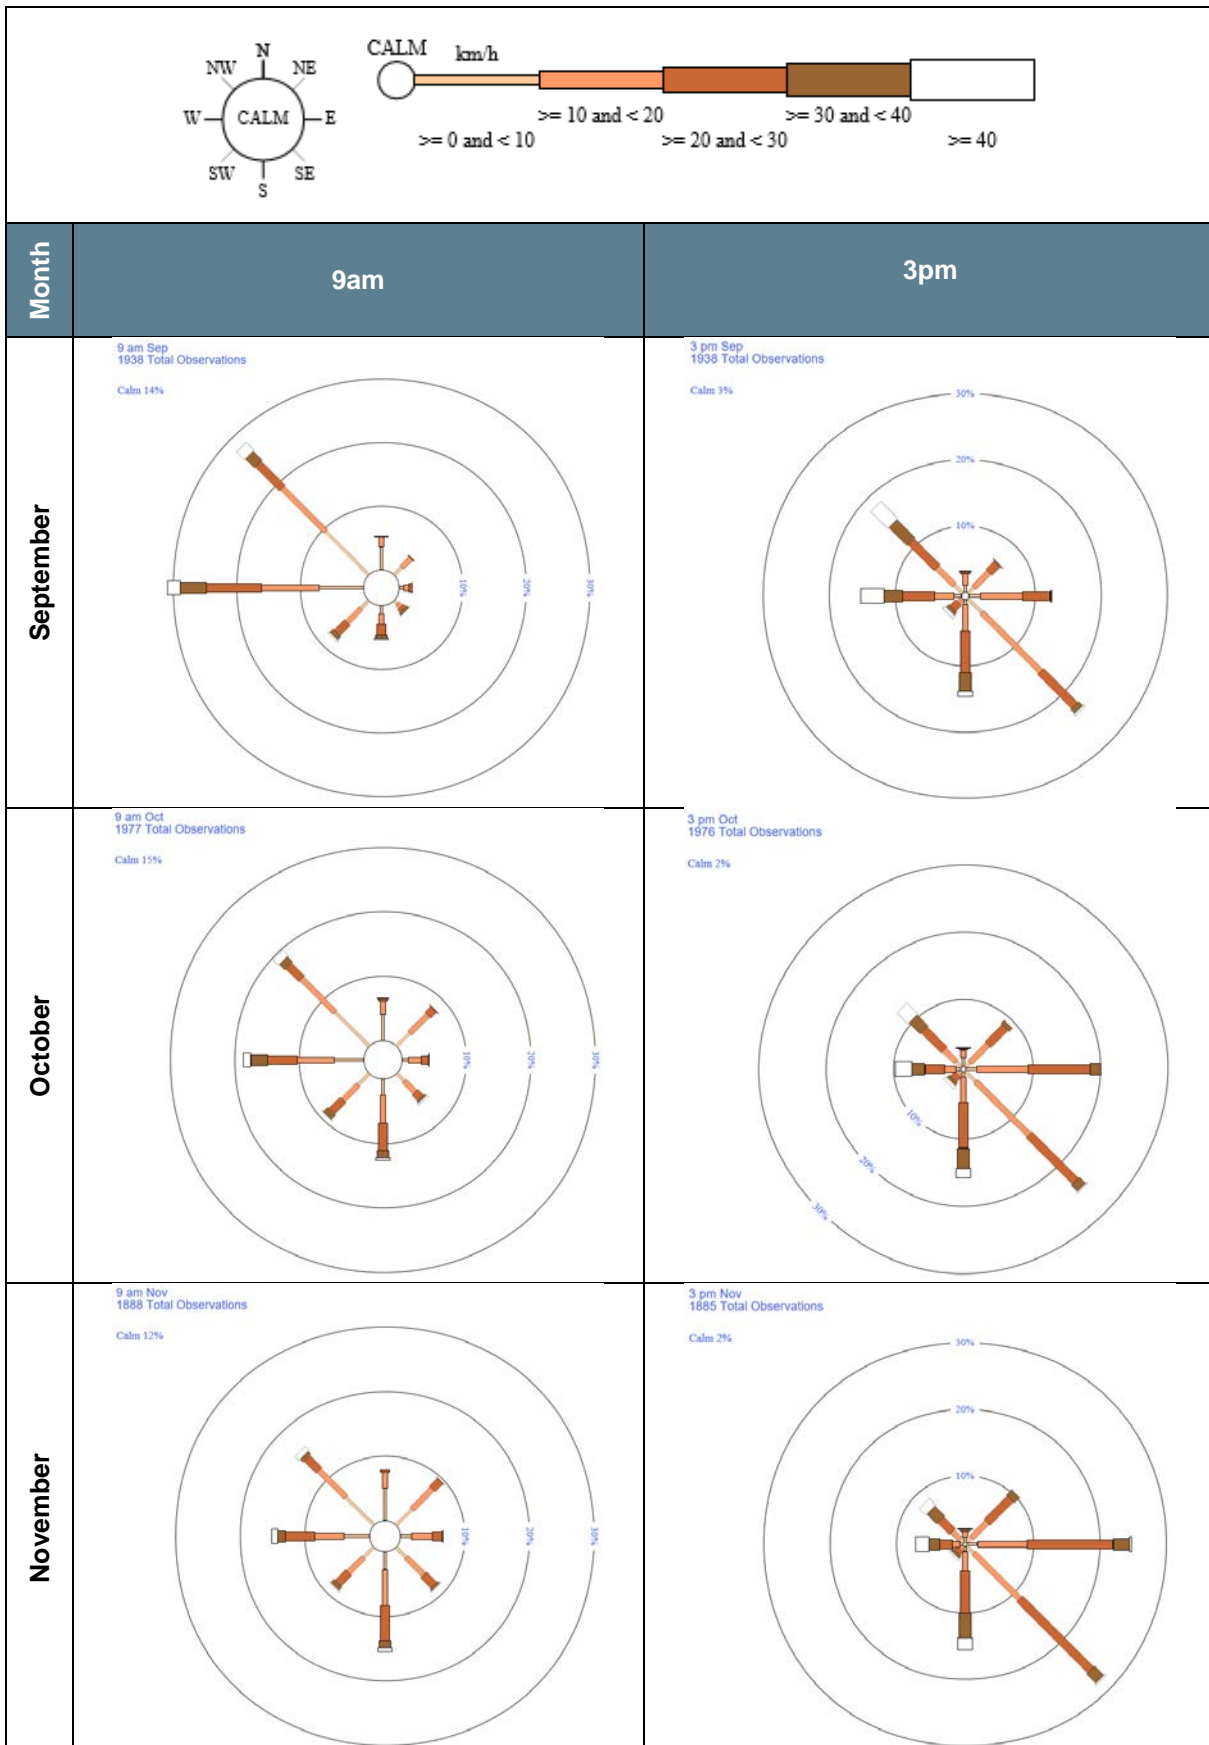 N
NW
NE
W
CALM
E
SW
SE
S
CALM
km/h
>= 10 and < 20
>= 30 and < 40
>= 0 and < 10
>= 20 and < 30
>= 40
Month
9am
3pm
September
9 am Sep
1938 Total Observations
Calm 14%
10%
20%
30%
3 pm Sep
1938 Total Observations
Calm 3%
30%
20%
10%
October
9 am Oct
1977 Total Observations
Calm 15%
10%
20%
30%
3 pm Oct
1976 Total Observations
Calm 2%
10%
20%
30%
November
9 am Nov
1888 Total Observations
Calm 12%
10%
20%
30%
3 pm Nov
1885 Total Observations
Calm 2%
30%
20%
10%